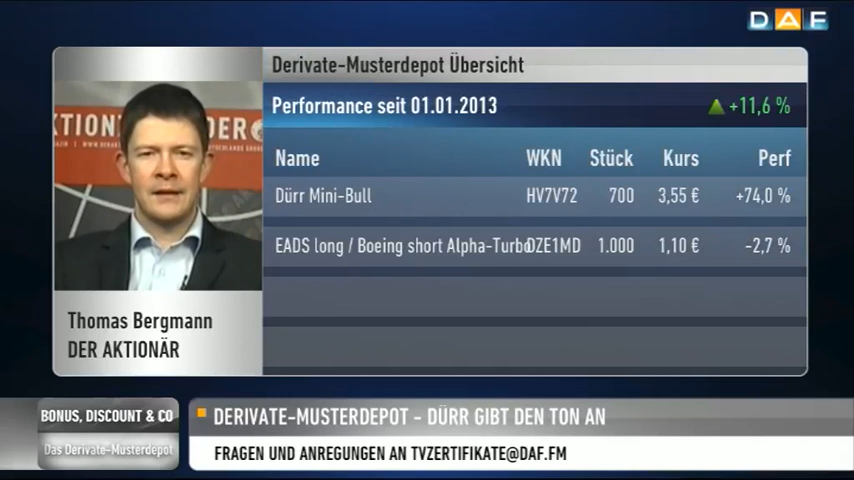 DAF
Derivate-Musterdepot Übersicht
Performance seit 01.01.2013 +11,6 %
Name WKN Stück Kurs Perf
Dürr Mini-Bull HV7V72 700 3,55 € +74,0 %
EADS long / Boeing short Alpha-Turbo DZE1MD 1.000 1,10 € -2,7 %
Thomas Bergmann
DER AKTIONÄR
BONUS, DISCOUNT & CO
Das Derivate-Musterdepot
DERIVATE-MUSTERDEPOT - DÜRR GIBT DEN TON AN
FRAGEN UND ANREGUNGEN AN TVZERTIFIKATE@DAF.FM